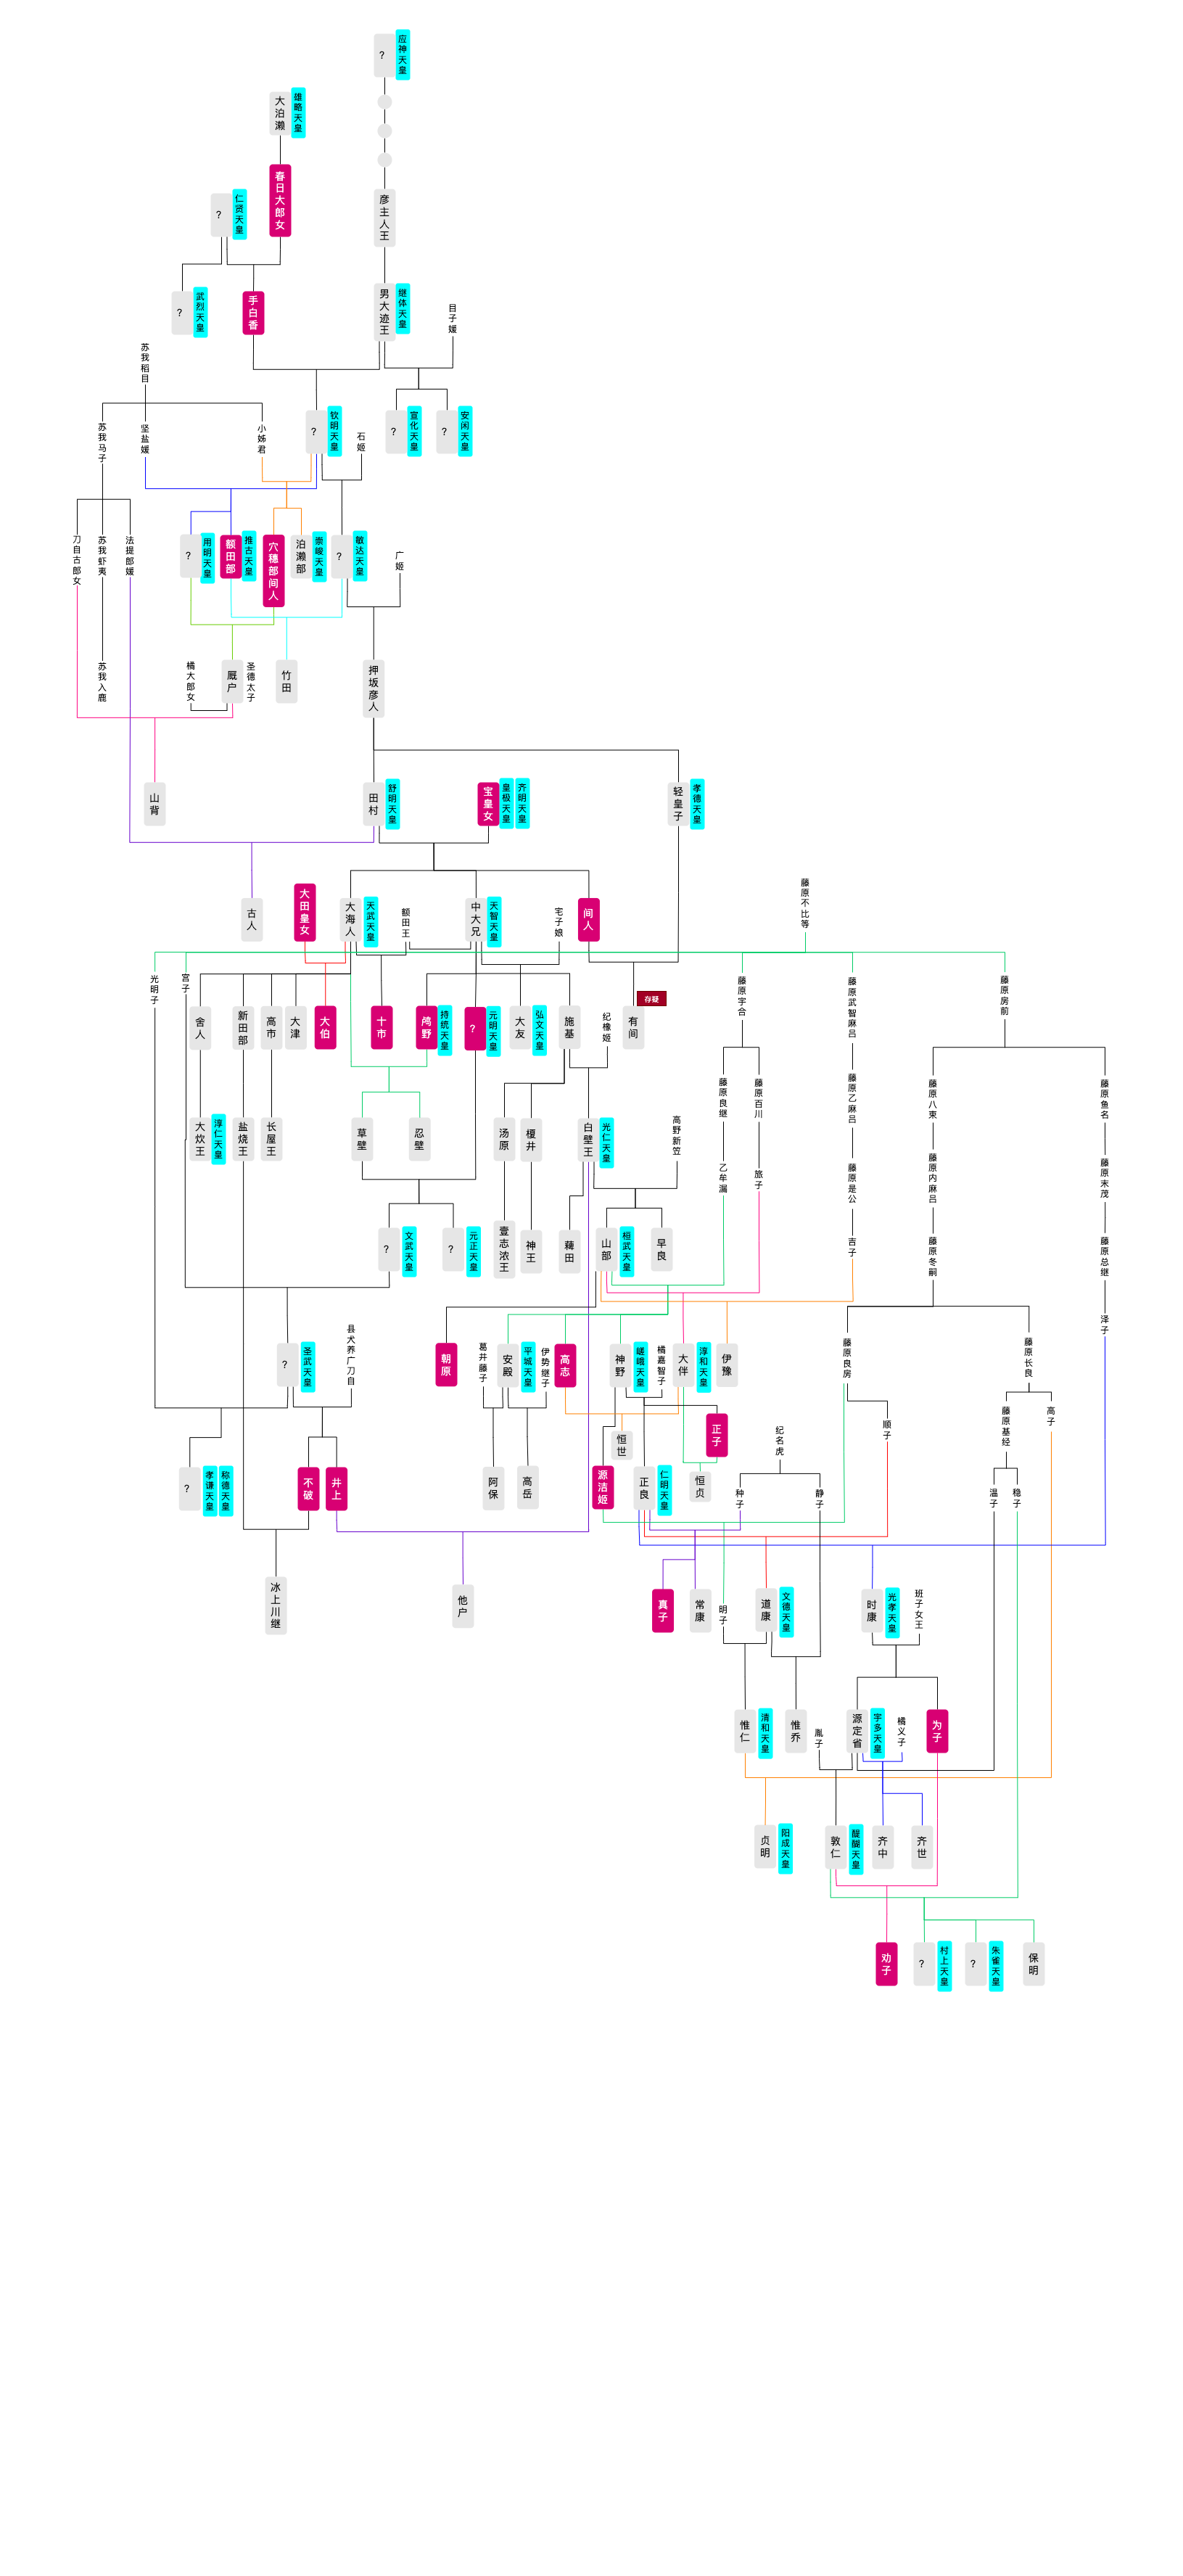 ？
应神天皇
大泊濑
雄略天皇
春日大郎女
？
仁贤天皇
彦主人王
？
武烈天皇
手白香
男大迹王
继体天皇
目子媛
苏我稻目
苏我马子
坚盐媛
小姊君
？
钦明天皇
石姬
？
宣化天皇
？
安闲天皇
刀自古郎女
苏我虾夷
法提郎媛
？
用明天皇
额田部
推古天皇
穴穗部间人
泊濑部
崇峻天皇
？
敏达天皇
广姬
苏我入鹿
橘大郎女
厩户
圣德太子
竹田
押坂彦人
山背
田村
舒明天皇
宝皇女
皇极天皇
齐明天皇
轻皇子
孝德天皇
古人
大田皇女
大海人
天武天皇
额田王
中大兄
天智天皇
宅子娘
间人
藤原不比等
光明子
宫子
舍人
新田部
高市
大津
大伯
十市
鸬野
持统天皇
？
元明天皇
大友
弘文天皇
施基
纪橡姬
有间
存疑
藤原宇合
藤原武智麻吕
藤原房前
大炊王
淳仁天皇
盐烧王
长屋王
草壁
忍壁
汤原
榎井
白壁王
光仁天皇
高野新笠
藤原良继
藤原百川
藤原乙麻吕
藤原八束
藤原鱼名
乙牟漏
旅子
藤原是公
藤原内麻吕
藤原末茂
？
文武天皇
？
元正天皇
壹志浓王
神王
薭田
山部
桓武天皇
早良
吉子
藤原冬嗣
藤原总继
？
圣武天皇
县犬养广刀自
朝原
葛井藤子
安殿
平城天皇
伊势继子
高志
神野
嵯峨天皇
橘嘉智子
大伴
淳和天皇
伊豫
藤原良房
藤原长良
泽子
？
孝谦天皇
称德天皇
不破
井上
阿保
高岳
恒世
正子
源洁姬
正良
仁明天皇
恒贞
纪名虎
种子
静子
顺子
藤原基经
高子
温子
稳子
冰上川继
他户
真子
常康
明子
道康
文德天皇
时康
光孝天皇
班子女王
惟仁
清和天皇
惟乔
胤子
源定省
宇多天皇
橘义子
为子
贞明
阳成天皇
敦仁
醍醐天皇
齐中
齐世
劝子
？
村上天皇
？
朱雀天皇
保明